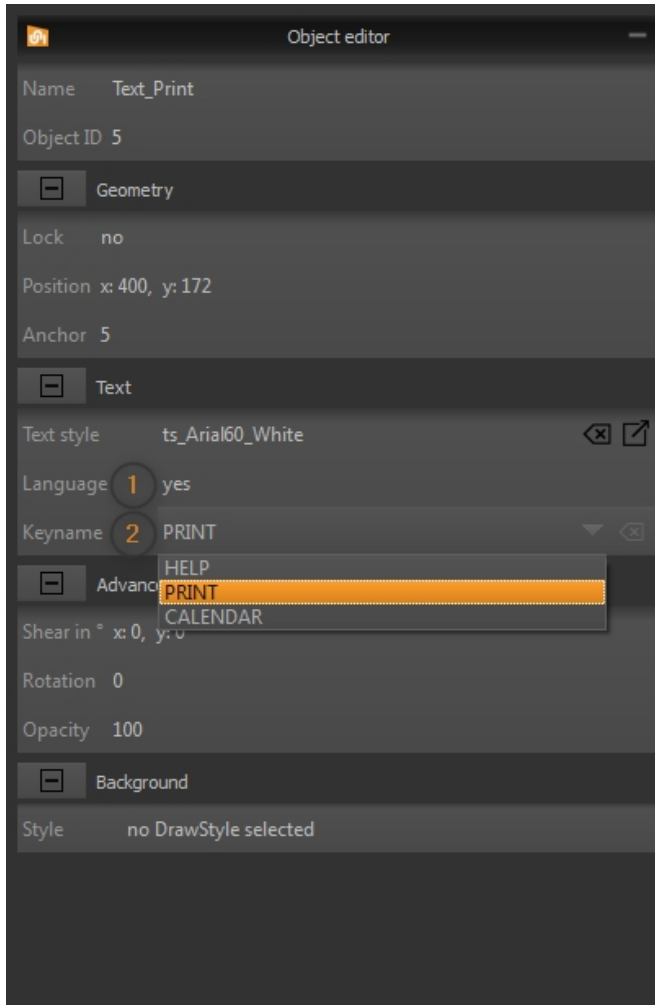 Object editor
Name Text_Print
Object ID 5
Geometry
Lock no
Position x: 400, y: 172
Anchor 5
Text
Text style ts_Arial60_White
Language 1 yes
Keyname 2 PRINT
HELP
Advanc PRINT
CALENDAR
Shear in ° x: 0, y: 0
Rotation 0
Opacity 100
Background
Style no DrawStyle selected